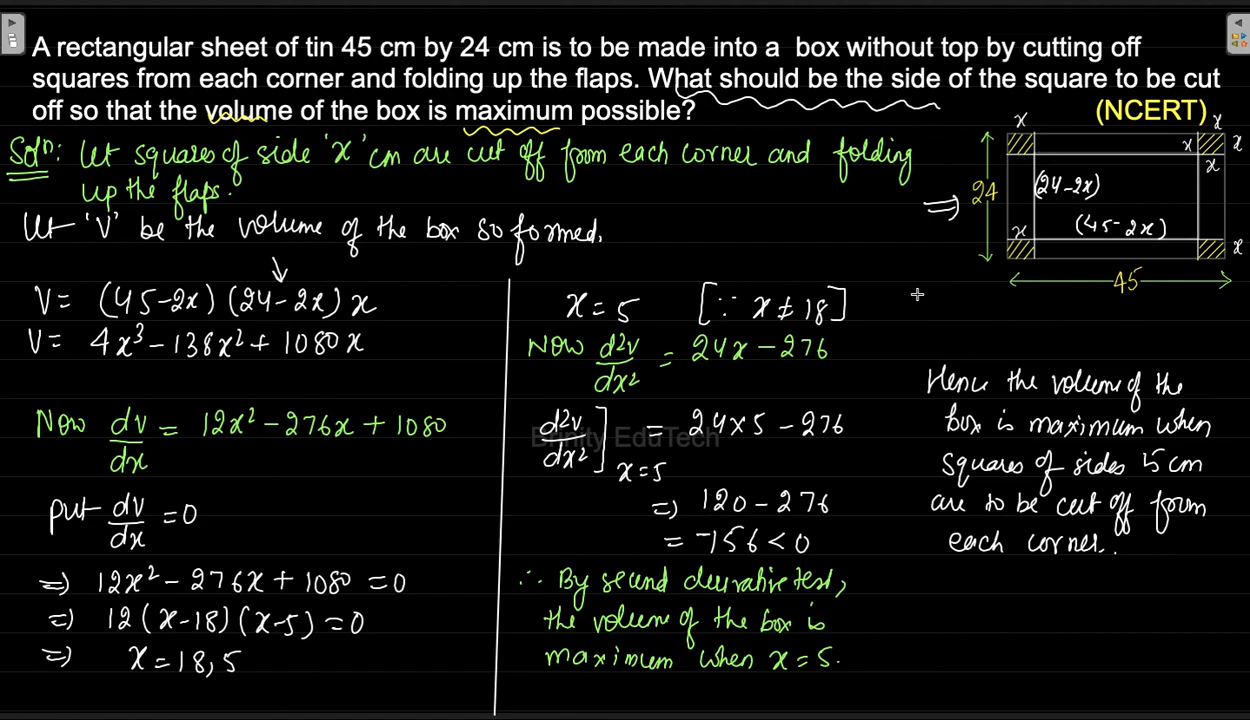 A rectangular sheet of tin 45 cm by 24 cm is to be made into a box without top by cutting off
squares from each corner and folding up the flaps. What should be the side of the square to be cut
off so that the volume of the box is maximum possible?
(NCERT)
Solⁿ: Let squares of side 'x' cm are cut off from each corner and folding
up the flaps.
Let 'V' be the volume of the box so formed.
x x
x x
x
24 (24-2x)
(45-2x)
x x
45
V = (45-2x) (24-2x) x
V = 4x³ - 138x² + 1080x
Now dv/dx = 12x² - 276x + 1080
put dv/dx = 0
⇒ 12x² - 276x + 1080 = 0
⇒ 12(x-18)(x-5) = 0
⇒ x = 18, 5
x = 5 [∵ x ≠ 18]
Now d²v/dx² = 24x - 276
d²v/dx²]x=5 = 24×5 - 276
Brinity EduTech
⇒ 120 - 276
= -156 < 0
∴ By second derivative test,
the volume of the box is
maximum when x = 5.
Hence the volume of the
box is maximum when
squares of sides 5 cm
are to be cut off from
each corner.